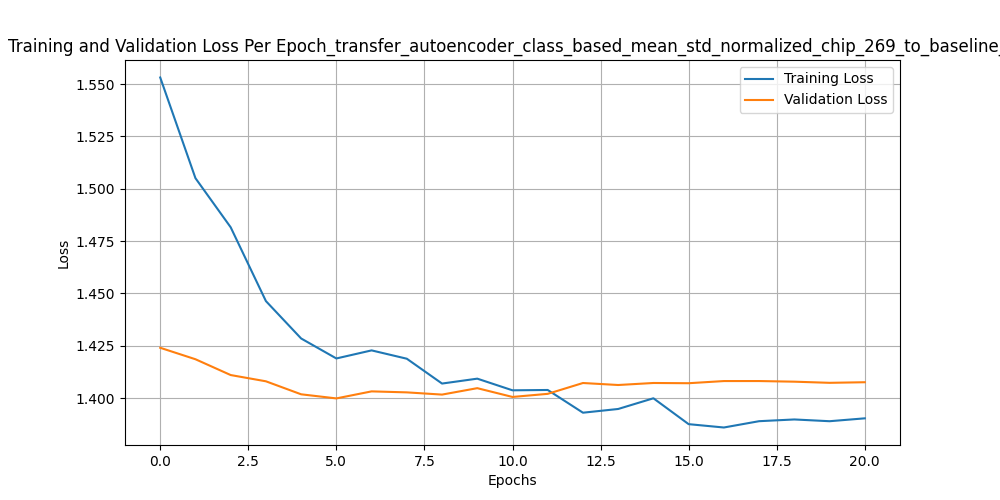 Training and Validation Loss Per Epoch_transfer_autoencoder_class_based_mean_std_normalized_chip_269_to_baseline_
Training Loss
Validation Loss
1.550
1.525
1.500
1.475
1.450
1.425
1.400
Loss
0.0 2.5 5.0 7.5 10.0 12.5 15.0 17.5 20.0
Epochs